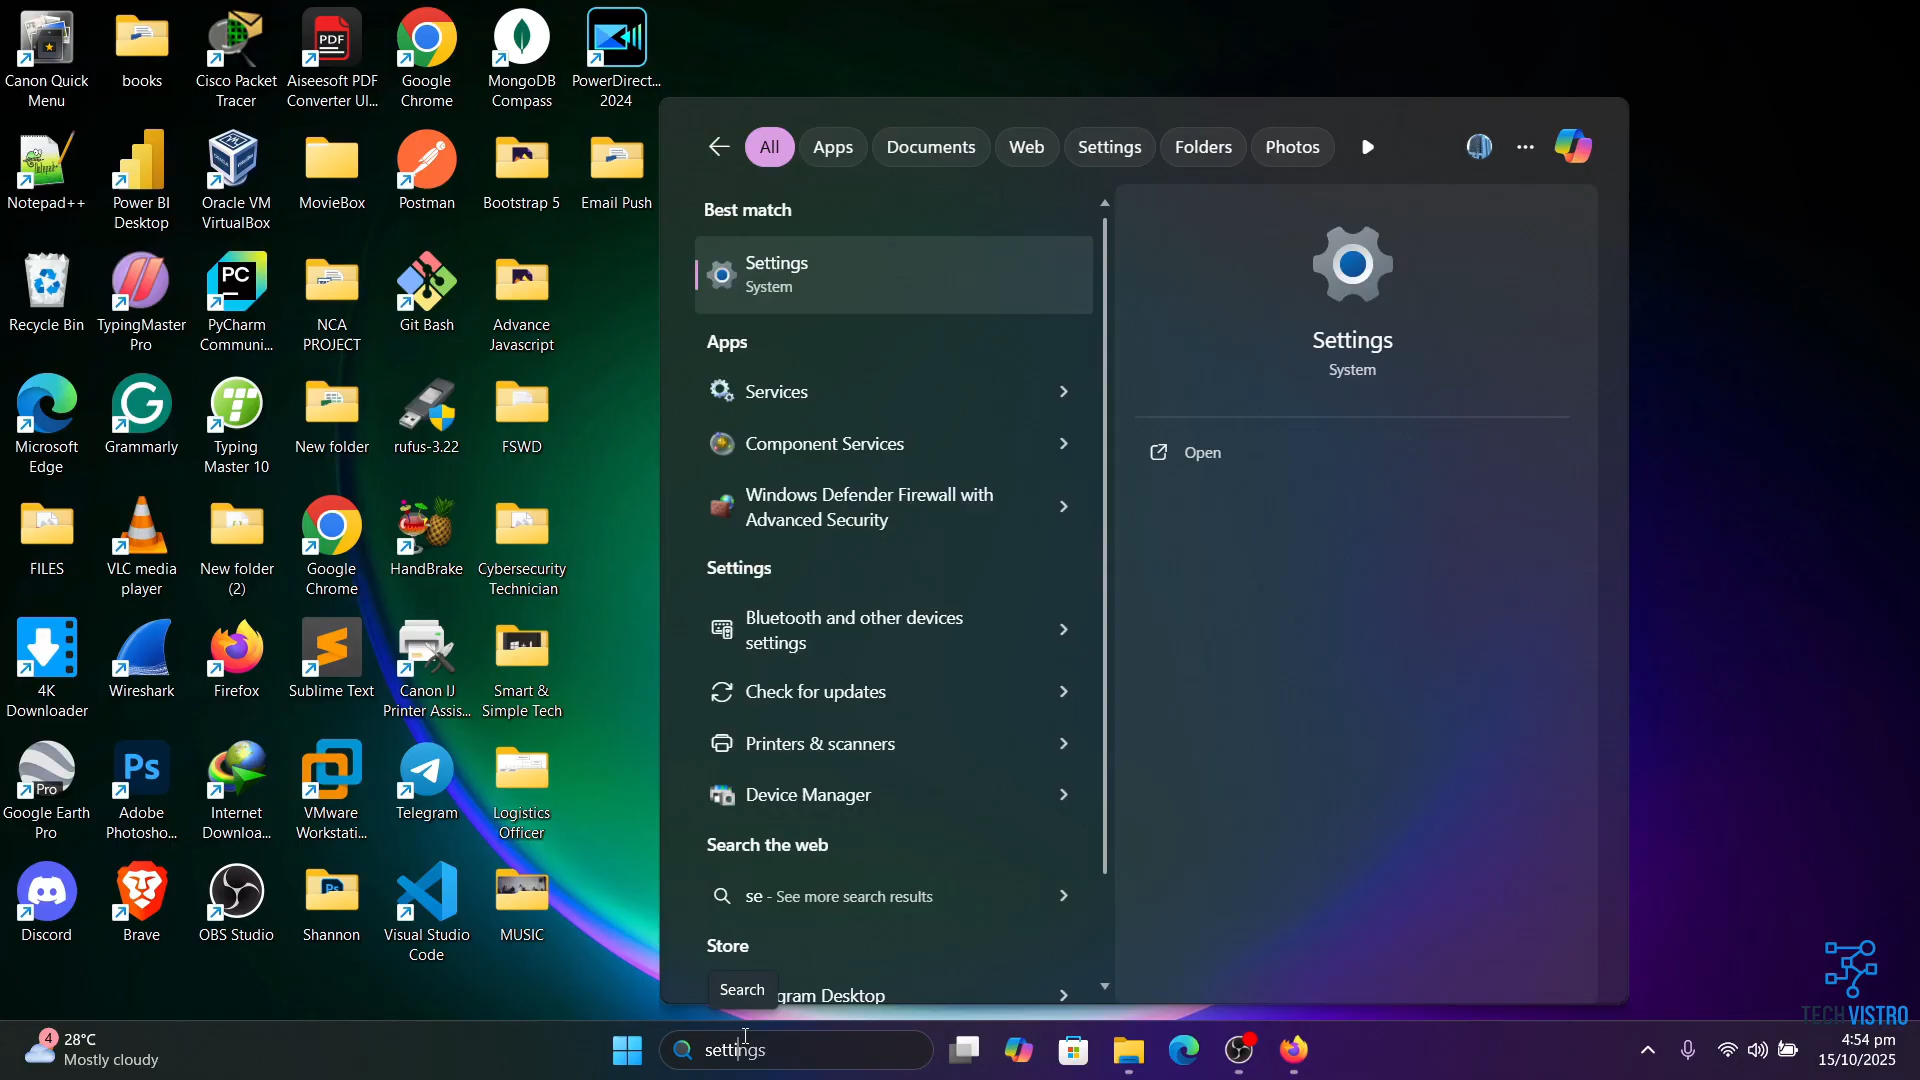 Canon Quick
Menu
books
Cisco Packet
Tracer
PDF
Aiseesoft PDF
Converter Ul...
Google
Chrome
MongoDB
Compass
PowerDirect...
2024
Notepad++
Power BI
Desktop
Oracle VM
VirtualBox
MovieBox
Postman
Bootstrap 5
Email Push
Recycle Bin
TypingMaster
Pro
PC
PyCharm
Communi...
NCA
PROJECT
Git Bash
Advance
Javascript
Microsoft
Edge
Grammarly
Typing
Master 10
New folder
rufus-3.22
FSWD
FILES
VLC media
player
New folder
(2)
Google
Chrome
HandBrake
Cybersecurity
Technician
4K
Downloader
Wireshark
Firefox
Sublime Text
Canon IJ
Printer Assis...
Smart &
Simple Tech
Pro
Google Earth
Pro
Ps
Adobe
Photosho...
Internet
Downloa...
VMware
Workstati...
Telegram
Logistics
Officer
Discord
Brave
OBS Studio
Ps
Shannon
Visual Studio
Code
MUSIC
All
Apps
Documents
Web
Settings
Folders
Photos
Best match
Settings
System
Apps
Services
Component Services
Windows Defender Firewall with
Advanced Security
Settings
Bluetooth and other devices
settings
Check for updates
Printers & scanners
Device Manager
Search the web
se - See more search results
Store
Search
gram Desktop
Settings
System
Open
TECH VISTRO
4
28°C
Mostly cloudy
settings
4:54 pm
15/10/2025